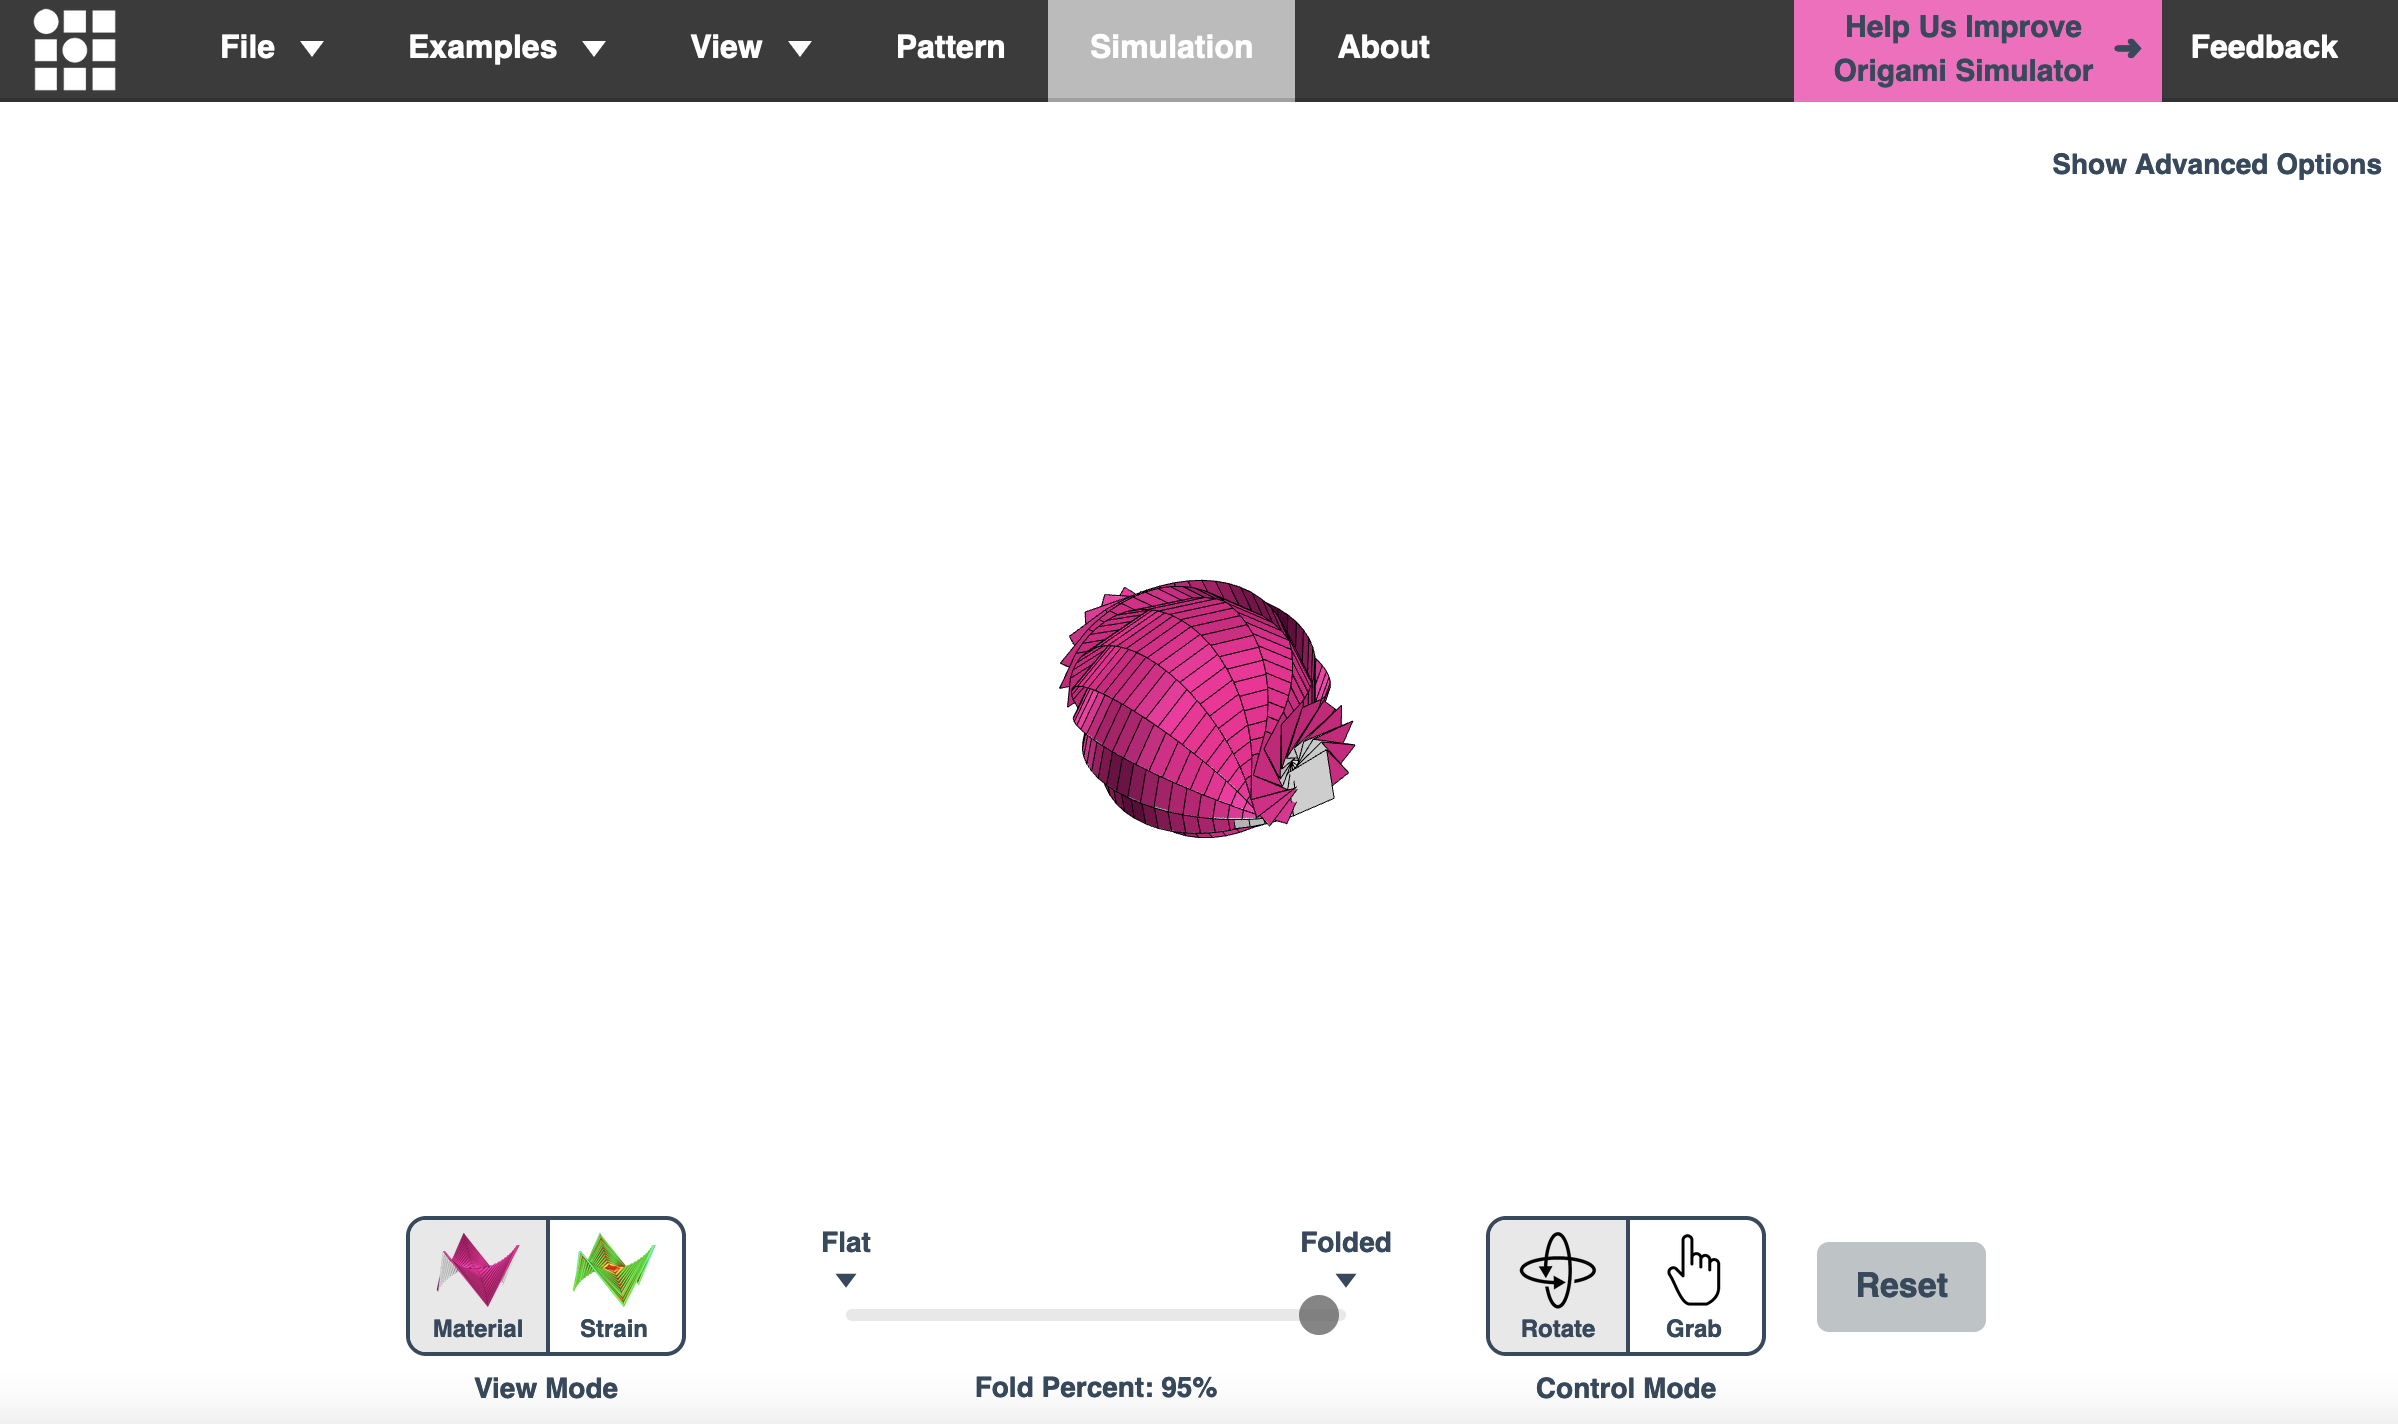 File
Examples
View
Pattern
Simulation
About
Help Us Improve
Origami Simulator
Feedback
Show Advanced Options
Flat
Folded
Material
Strain
Rotate
Grab
Reset
View Mode
Fold Percent: 95%
Control Mode